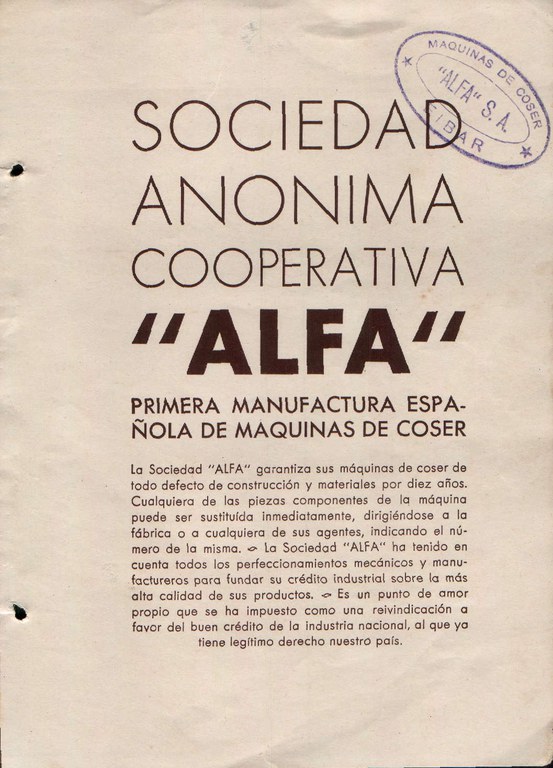 MAQUINAS DE COSER
"ALFA" S. A.
EIBAR
SOCIEDAD
ANONIMA
COOPERATIVA
"ALFA"
PRIMERA MANUFACTURA ESPA-
ÑOLA DE MAQUINAS DE COSER
La Sociedad "ALFA" garantiza sus máquinas de coser de
todo defecto de construcción y materiales por diez años.
Cualquiera de las piezas componentes de la máquina
puede ser sustituída inmediatamente, dirigiéndose a la
fábrica o a cualquiera de sus agentes, indicando el nú-
mero de la misma. La Sociedad "ALFA" ha tenido en
cuenta todos los perfeccionamientos mecánicos y manu-
factureros para fundar su crédito industrial sobre la más
alta calidad de sus productos. Es un punto de amor
propio que se ha impuesto como una reivindicación a
favor del buen crédito de la industria nacional, al que ya
tiene legítimo derecho nuestro país.